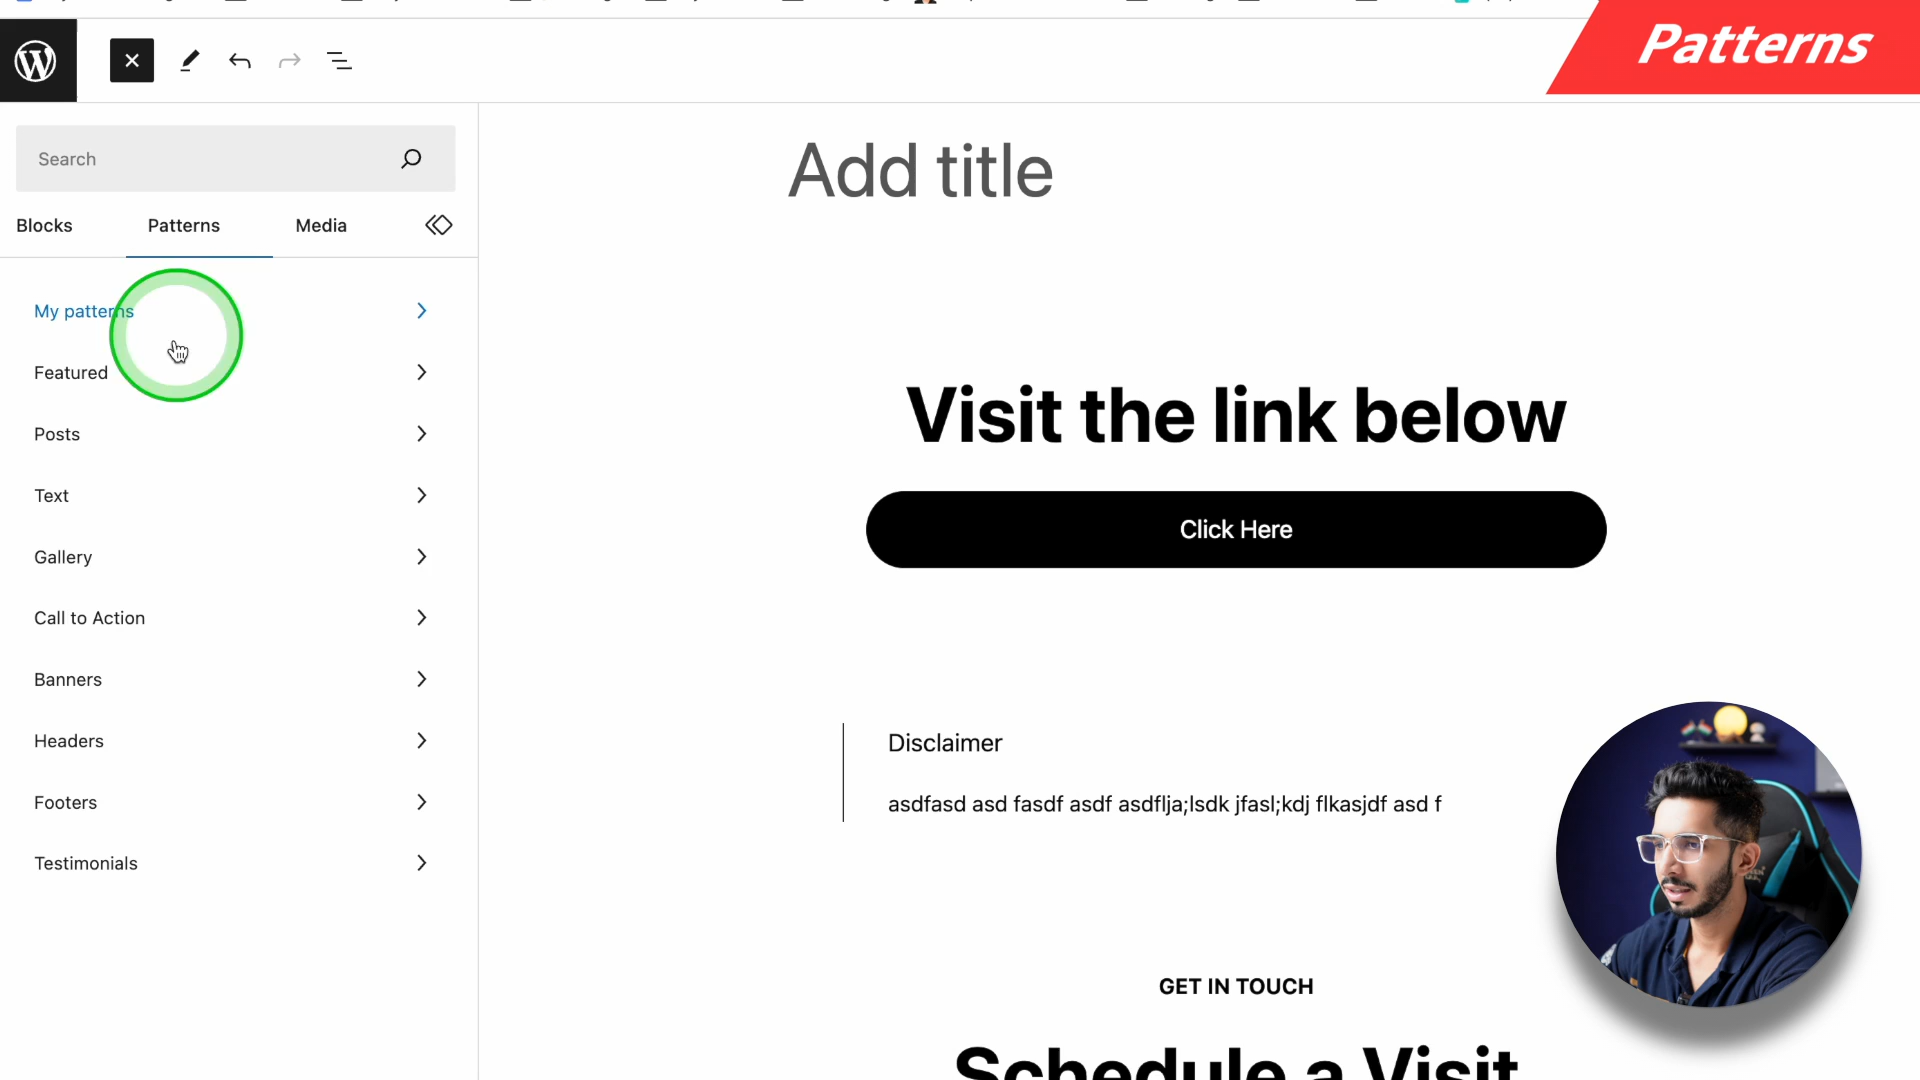 Patterns
Search
Blocks
Patterns
Media
My patterns
Featured
Posts
Text
Gallery
Call to Action
Banners
Headers
Footers
Testimonials
Add title
Visit the link below
Click Here
Disclaimer
asdfasd asd fasdf asdf asdflja;lsdk jfasl;kdj flkasjdf asd f
GET IN TOUCH
Schedule a Visit